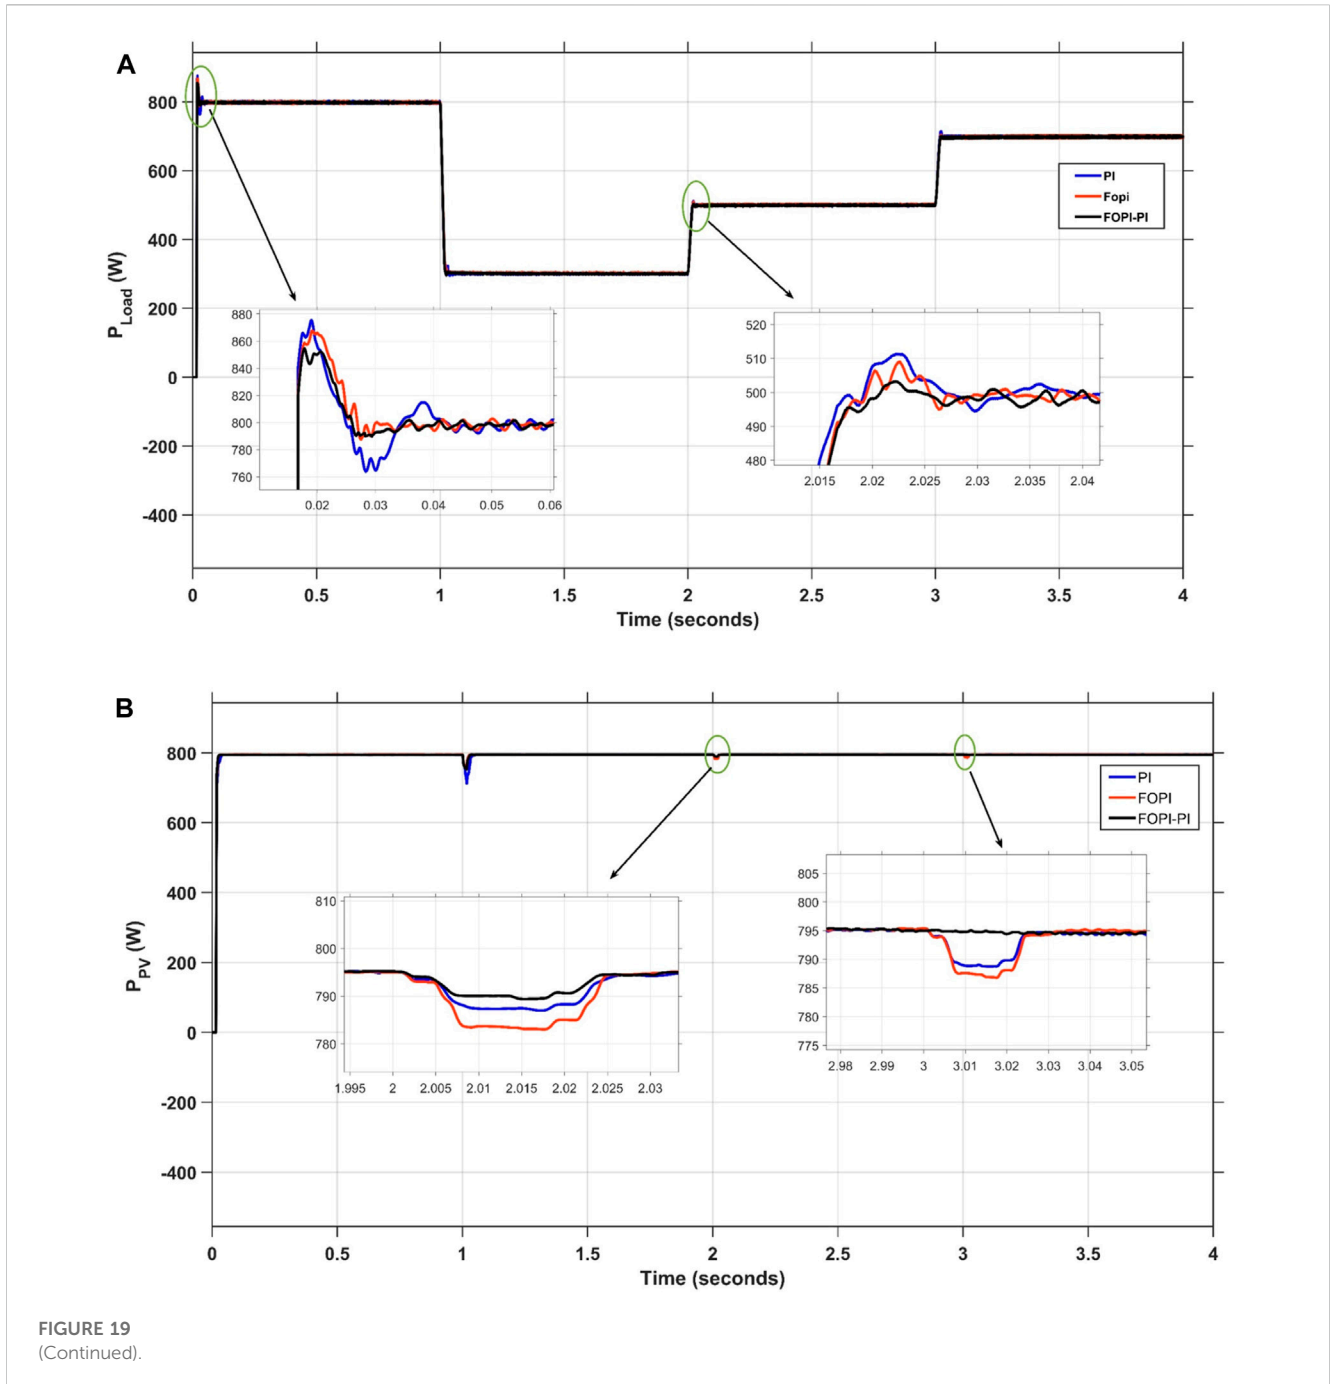 A
800
600
400
200
0
-200
-400
P_Load (W)
PI
Fopi
FOPI-PI
880
860
840
820
800
780
760
0.02 0.03 0.04 0.05 0.06
520
510
500
490
480
2.015 2.02 2.025 2.03 2.035 2.04
0 0.5 1 1.5 2 2.5 3 3.5 4
Time (seconds)
B
800
600
400
200
0
-200
-400
P_PV (W)
PI
FOPI
FOPI-PI
810
800
790
780
1.995 2 2.005 2.01 2.015 2.02 2.025 2.03
805
800
795
790
785
780
775
2.98 2.99 3 3.01 3.02 3.03 3.04 3.05
0 0.5 1 1.5 2 2.5 3 3.5 4
Time (seconds)
FIGURE 19
(Continued).